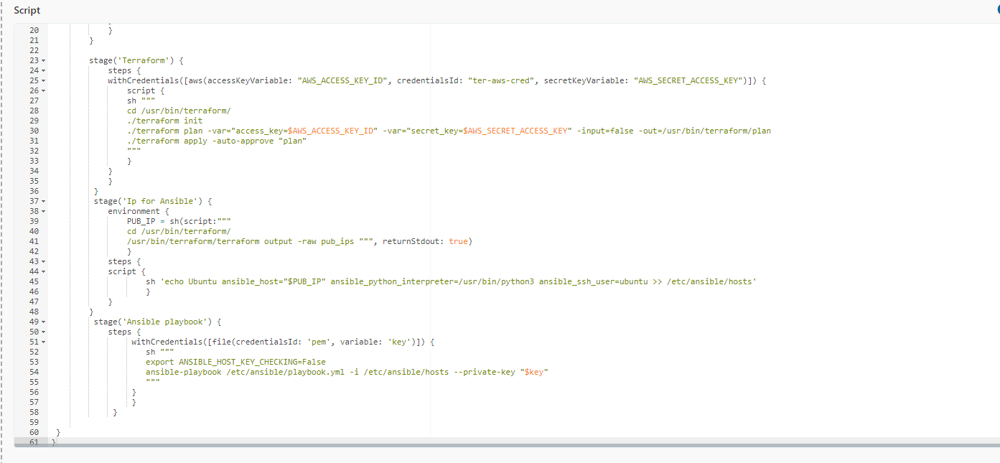 Script
20 }
21 }
22
23 stage('Terraform') {
24 steps {
25 withCredentials([aws(accessKeyVariable: "AWS_ACCESS_KEY_ID", credentialsId: "ter-aws-cred", secretKeyVariable: "AWS_SECRET_ACCESS_KEY")]) {
26 script {
27 sh """
28 cd /usr/bin/terraform/
29 ./terraform init
30 ./terraform plan -var="access_key=$AWS_ACCESS_KEY_ID" -var="secret_key=$AWS_SECRET_ACCESS_KEY" -input=false -out=/usr/bin/terraform/plan
31 ./terraform apply -auto-approve "plan"
32 """
33 }
34 }
35 }
36 }
37 stage('Ip for Ansible') {
38 environment {
39 PUB_IP = sh(script:"""
40 cd /usr/bin/terraform/
41 /usr/bin/terraform/terraform output -raw pub_ips """, returnStdout: true)
42 }
43 steps {
44 script {
45 sh 'echo Ubuntu ansible_host="$PUB_IP" ansible_python_interpreter=/usr/bin/python3 ansible_ssh_user=ubuntu >> /etc/ansible/hosts'
46 }
47 }
48 }
49 stage('Ansible playbook') {
50 steps {
51 withCredentials([file(credentialsId: 'pem', variable: 'key')]) {
52 sh """
53 export ANSIBLE_HOST_KEY_CHECKING=False
54 ansible-playbook /etc/ansible/playbook.yml -i /etc/ansible/hosts --private-key "$key"
55 """
56 }
57 }
58 }
59
60 }
61 }